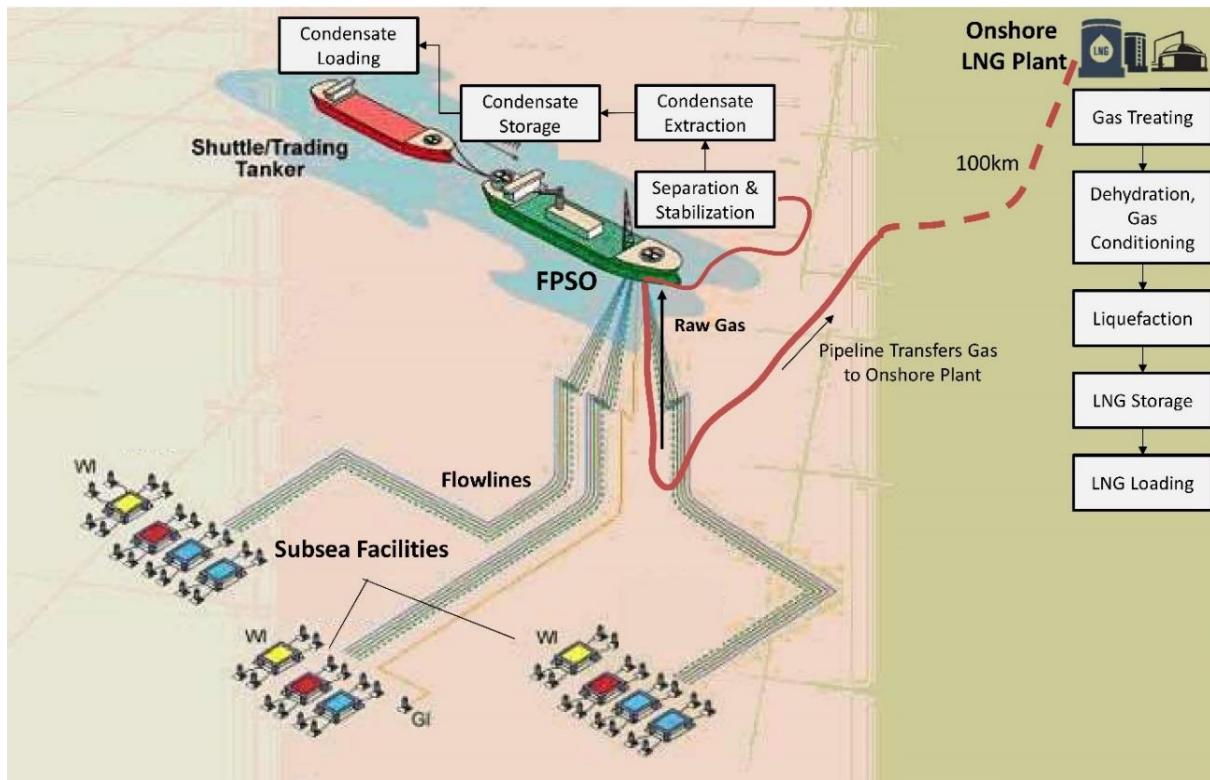 Condensate
Loading
Condensate
Storage
Condensate
Extraction
Separation &
Stabilization
Shuttle/Trading
Tanker
FPSO
Raw Gas
Onshore
LNG Plant
LNG
100km
Pipeline Transfers Gas
to Onshore Plant
Gas Treating
Dehydration,
Gas
Conditioning
Liquefaction
LNG Storage
LNG Loading
Flowlines
WI
Subsea Facilities
WI
GI
WI